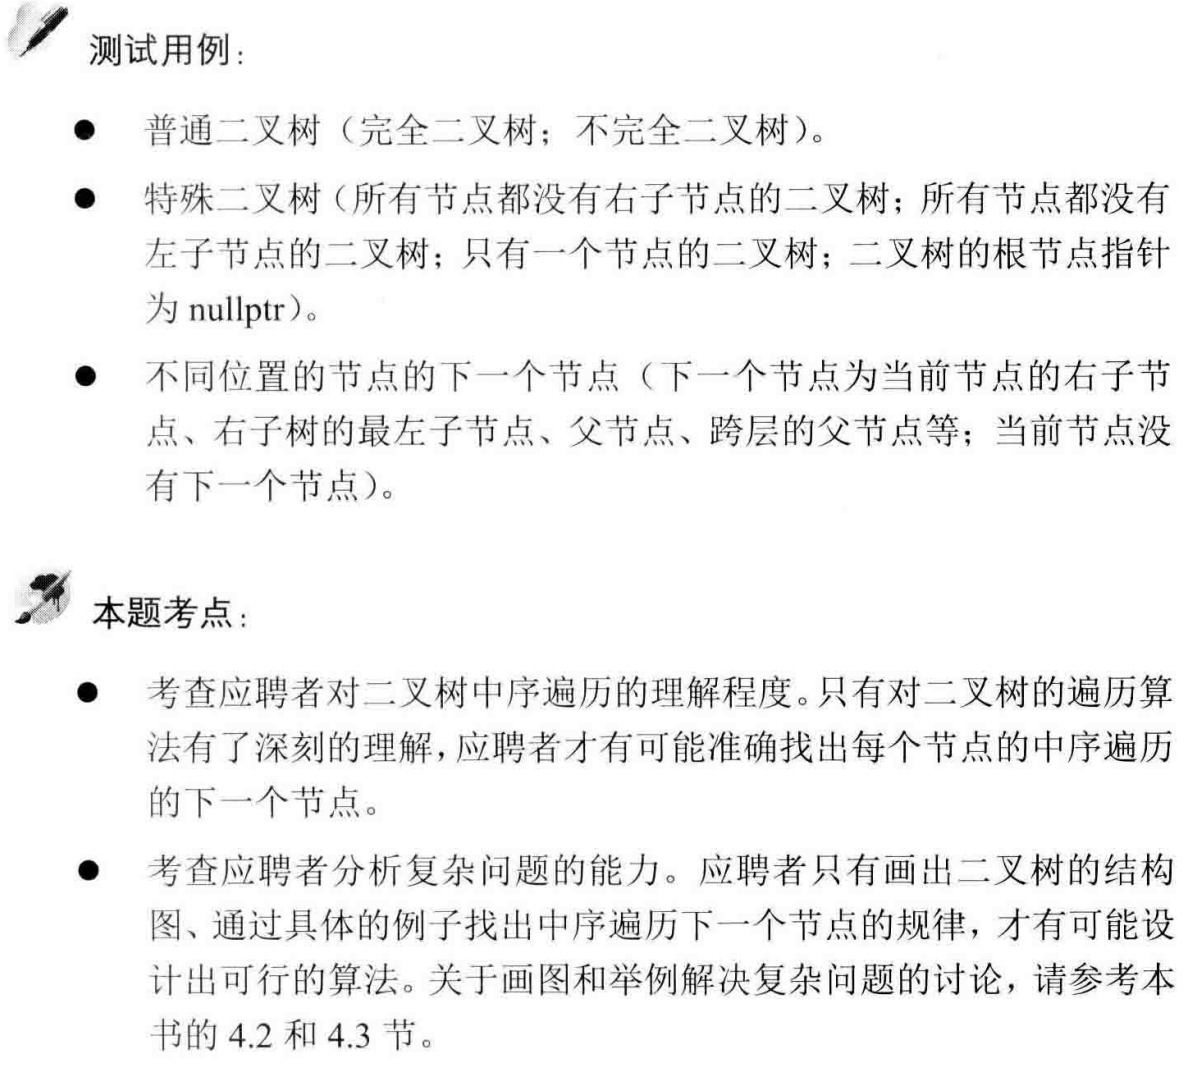 测试用例：
● 普通二叉树（完全二叉树；不完全二叉树）。
● 特殊二叉树（所有节点都没有右子节点的二叉树；所有节点都没有
左子节点的二叉树；只有一个节点的二叉树；二叉树的根节点指针
为 nullptr）。
● 不同位置的节点的下一个节点（下一个节点为当前节点的右子节
点、右子树的最左子节点、父节点、跨层的父节点等；当前节点没
有下一个节点）。
本题考点：
● 考查应聘者对二叉树中序遍历的理解程度。只有对二叉树的遍历算
法有了深刻的理解，应聘者才有可能准确找出每个节点的中序遍历
的下一个节点。
● 考查应聘者分析复杂问题的能力。应聘者只有画出二叉树的结构
图、通过具体的例子找出中序遍历下一个节点的规律，才有可能设
计出可行的算法。关于画图和举例解决复杂问题的讨论，请参考本
书的 4.2 和 4.3 节。